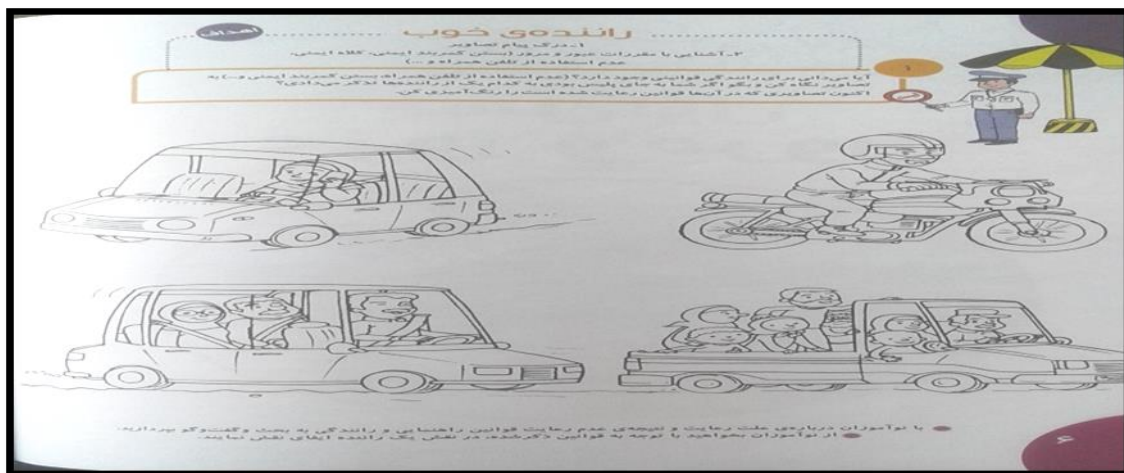 راننده‌ی خوب
اهداف
۱ـ درک پیام تصاویر
۲ـ آشنایی با مقررات عبور و مرور (بستن کمربند ایمنی، کلاه ایمنی،
عدم استفاده از تلفن همراه و ...)
۱
آیا می‌دانی برای رانندگی قوانینی وجود دارد؟ (عدم استفاده از تلفن همراه، بستن کمربند ایمنی و...) به
تصاویر نگاه کن و بگو اگر شما به جای پلیس بودی به کدام یک از راننده‌ها تذکر می‌دادی؟
اکنون تصاویری که در آن‌ها قوانین رعایت شده است را رنگ‌آمیزی کن.
با نوآموزان درباره‌ی علت رعایت و نتیجه‌ی عدم رعایت قوانین راهنمایی و رانندگی به بحث و گفت‌وگو بپردازید.
از نوآموزان بخواهید با توجه به قوانین ذکرشده، در نقش یک راننده ایفای نقش نمایند.
۶